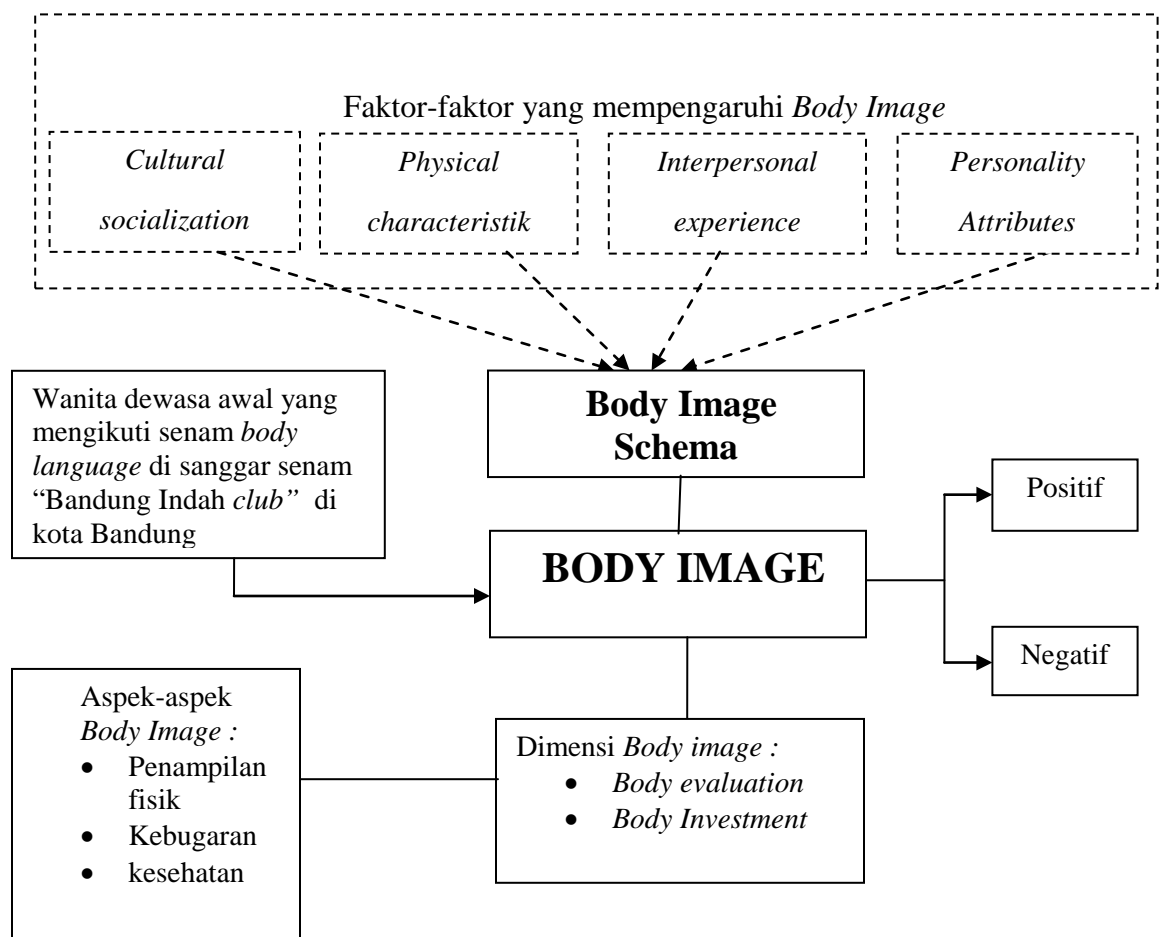 Faktor-faktor yang mempengaruhi Body Image
Cultural
socialization
Physical
characteristik
Interpersonal
experience
Personality
Attributes
Body Image
Schema
Wanita dewasa awal yang
mengikuti senam body
language di sanggar senam
“Bandung Indah club” di
kota Bandung
BODY IMAGE
Positif
Negatif
Aspek-aspek
Body Image :
• Penampilan
fisik
• Kebugaran
• kesehatan
Dimensi Body image :
• Body evaluation
• Body Investment